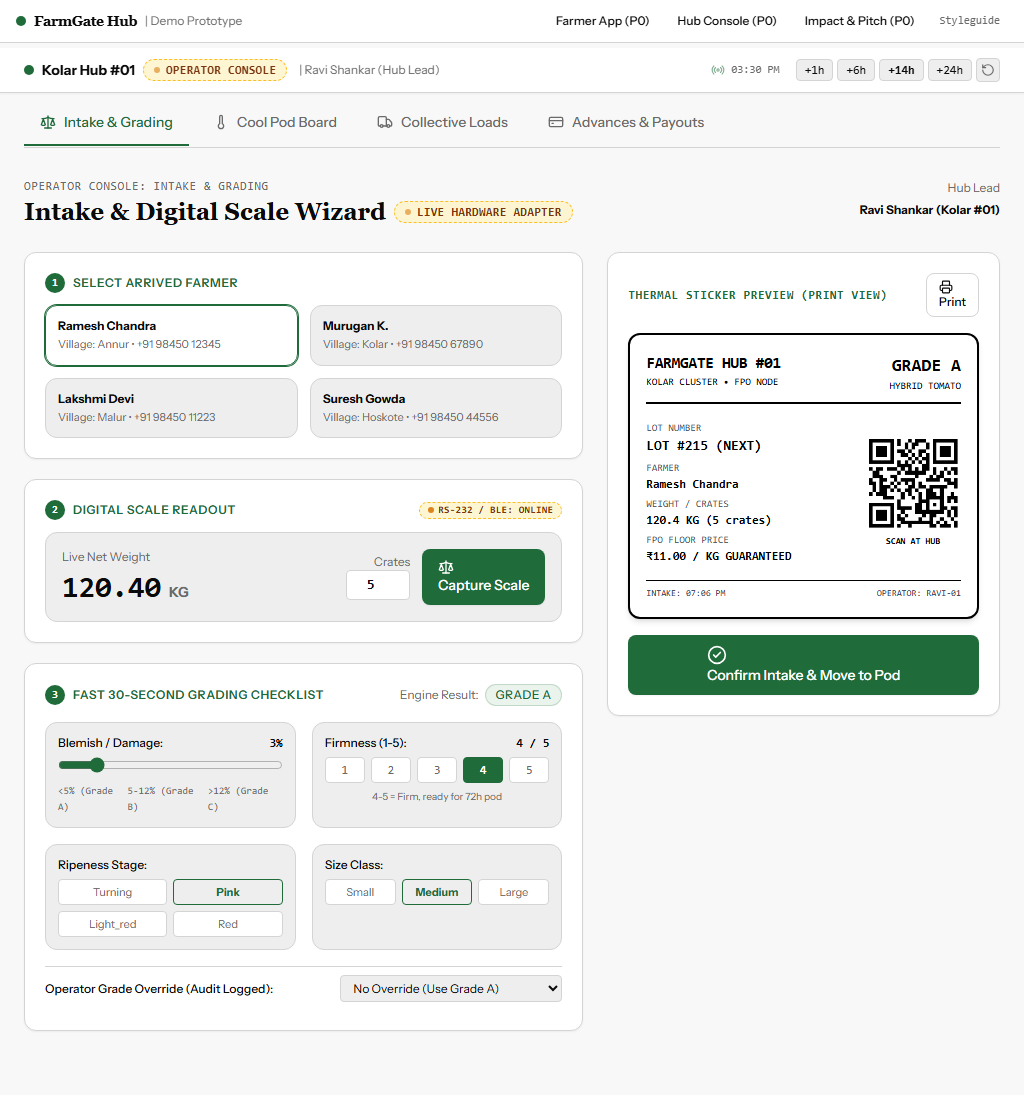 FarmGate Hub | Demo Prototype
Farmer App (P0) Hub Console (P0) Impact & Pitch (P0) Styleguide
Kolar Hub #01 OPERATOR CONSOLE | Ravi Shankar (Hub Lead)
03:30 PM +1h +6h +14h +24h
Intake & Grading Cool Pod Board Collective Loads Advances & Payouts
OPERATOR CONSOLE: INTAKE & GRADING
Intake & Digital Scale Wizard LIVE HARDWARE ADAPTER
Hub Lead
Ravi Shankar (Kolar #01)
1 SELECT ARRIVED FARMER
Ramesh Chandra
Village: Annur • +91 98450 12345
Murugan K.
Village: Kolar • +91 98450 67890
Lakshmi Devi
Village: Malur • +91 98450 11223
Suresh Gowda
Village: Hoskote • +91 98450 44556
2 DIGITAL SCALE READOUT RS-232 / BLE: ONLINE
Live Net Weight
120.40 KG
Crates
5
Capture Scale
3 FAST 30-SECOND GRADING CHECKLIST Engine Result: GRADE A
Blemish / Damage: 3%
<5% (Grade A)
5-12% (Grade B)
>12% (Grade C)
Firmness (1-5): 4 / 5
1 2 3 4 5
4-5 = Firm, ready for 72h pod
Ripeness Stage:
Turning Pink
Light_red Red
Size Class:
Small Medium Large
Operator Grade Override (Audit Logged): No Override (Use Grade A)
THERMAL STICKER PREVIEW (PRINT VIEW) Print
FARMGATE HUB #01 GRADE A
KOLAR CLUSTER • FPO NODE HYBRID TOMATO
LOT NUMBER
LOT #215 (NEXT)
FARMER
Ramesh Chandra
WEIGHT / CRATES
120.4 KG (5 crates)
FPO FLOOR PRICE
₹11.00 / KG GUARANTEED
SCAN AT HUB
INTAKE: 07:06 PM OPERATOR: RAVI-01
Confirm Intake & Move to Pod